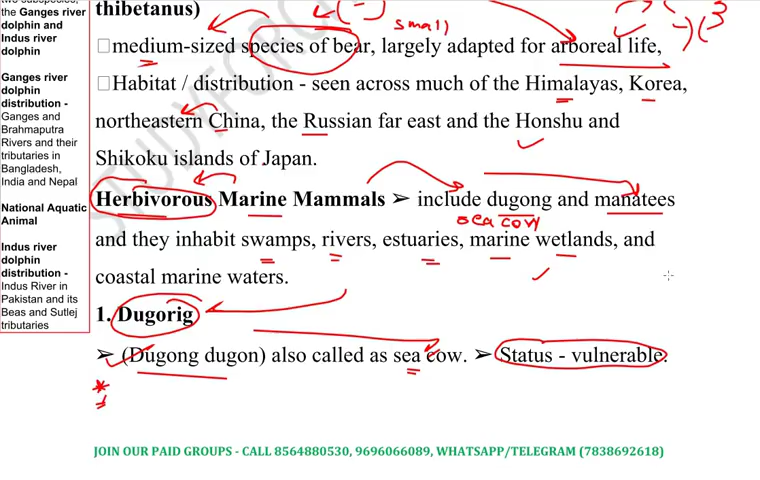 two subspecies,
the Ganges river
dolphin and
Indus river
dolphin
Ganges river
dolphin
distribution -
Ganges and
Brahmaputra
Rivers and their
tributaries in
Bangladesh,
India and Nepal
National Aquatic
Animal
Indus river
dolphin
distribution -
Indus River in
Pakistan and its
Beas and Sutlej
tributaries
thibetanus)
small
medium-sized species of bear, largely adapted for arboreal life,
Habitat / distribution - seen across much of the Himalayas, Korea,
northeastern China, the Russian far east and the Honshu and
Shikoku islands of Japan.
Herbivorous Marine Mammals ➢ include dugong and manatees
sea cow
and they inhabit swamps, rivers, estuaries, marine wetlands, and
coastal marine waters.
1. Dugorig
➢ (Dugong dugon) also called as sea cow. ➢ Status - vulnerable.
JOIN OUR PAID GROUPS - CALL 8564880530, 9696066089, WHATSAPP/TELEGRAM (7838692618)